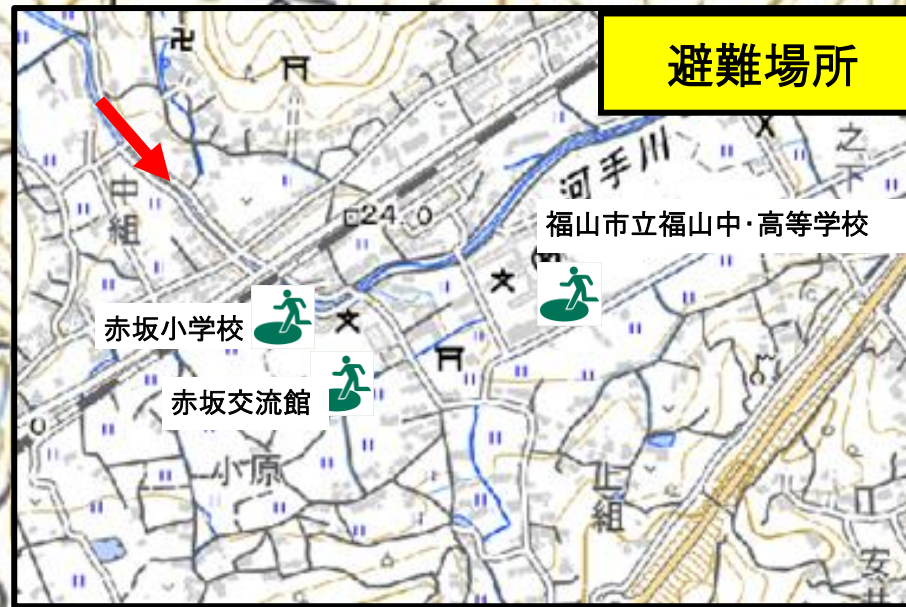 避難場所
河手川
之下
中組
24.0
福山市立福山中・高等学校
赤坂小学校
赤坂交流館
小原
上組
安井